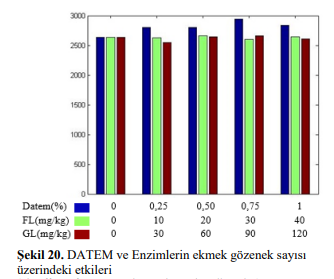 3000
2500
2000
1500
1000
500
0
Datem(%) 0 0,25 0,50 0,75 1
FL(mg/kg) 0 10 20 30 40
GL(mg/kg) 0 30 60 90 120
Şekil 20. DATEM ve Enzimlerin ekmek gözenek sayısı
üzerindeki etkileri